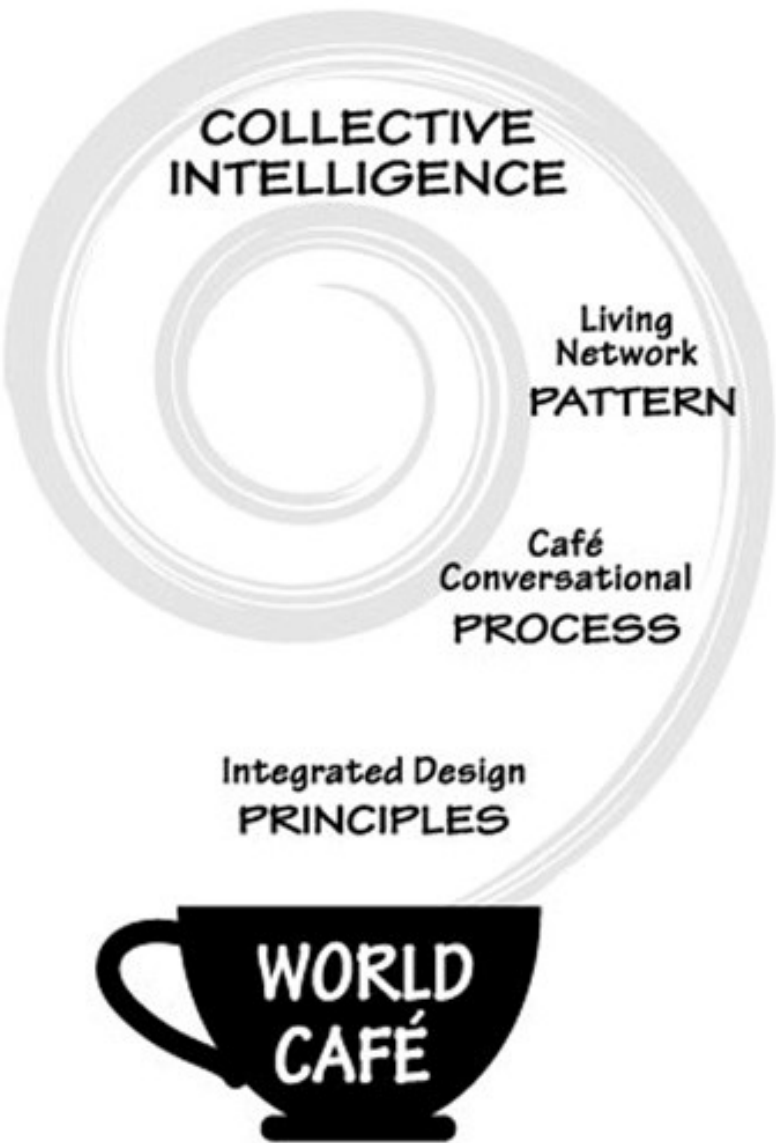 COLLECTIVE
INTELLIGENCE
Living
Network
PATTERN
Café
Conversational
PROCESS
Integrated Design
PRINCIPLES
WORLD
CAFÉ